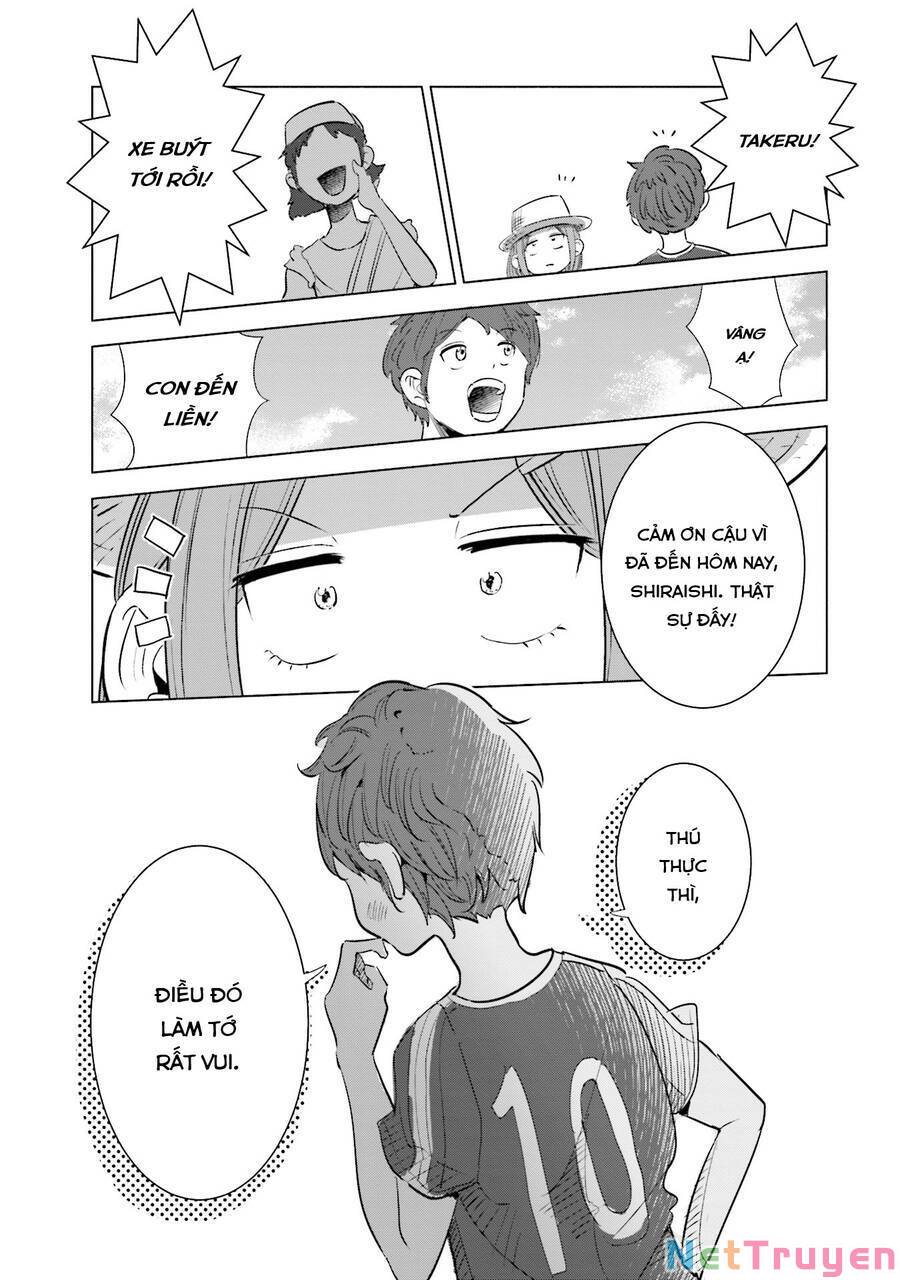 TAKERU!
XE BUÝT
TỚI RỒI!
VÂNG
Ạ!
CON ĐẾN
LIỀN!
CẢM ƠN CẬU VÌ
ĐÃ ĐẾN HÔM NAY,
SHIRAISHI. THẬT
SỰ ĐẤY!
THÚ
THỰC
THÌ,
ĐIỀU ĐÓ
LÀM TỚ
RẤT VUI.
10
NetTruyen